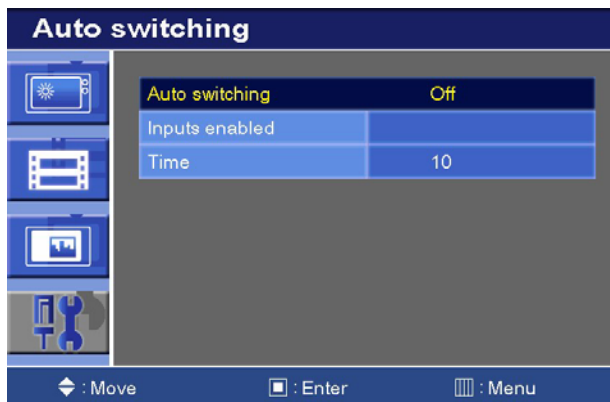 Auto switching
Auto switching Off
Inputs enabled
Time 10
: Move : Enter : Menu